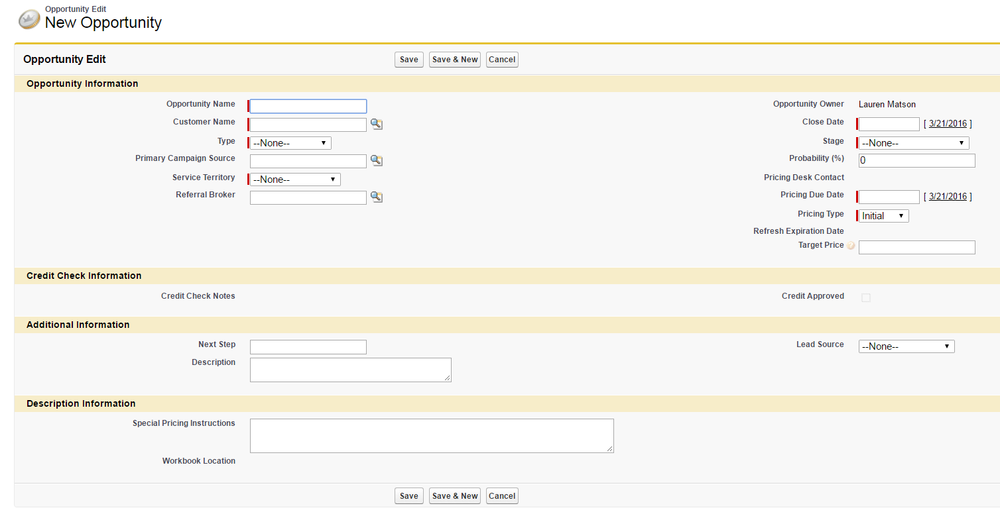 Opportunity Edit
New Opportunity
Opportunity Edit
Save Save & New Cancel
Opportunity Information
Opportunity Name
Opportunity Owner Lauren Matson
Customer Name
Close Date [ 3/21/2016 ]
Type --None--
Stage --None--
Primary Campaign Source
Probability (%) 0
Service Territory --None--
Pricing Desk Contact
Referral Broker
Pricing Due Date [ 3/21/2016 ]
Pricing Type Initial
Refresh Expiration Date
Target Price ?
Credit Check Information
Credit Check Notes
Credit Approved
Additional Information
Next Step
Lead Source --None--
Description
Description Information
Special Pricing Instructions
Workbook Location
Save Save & New Cancel